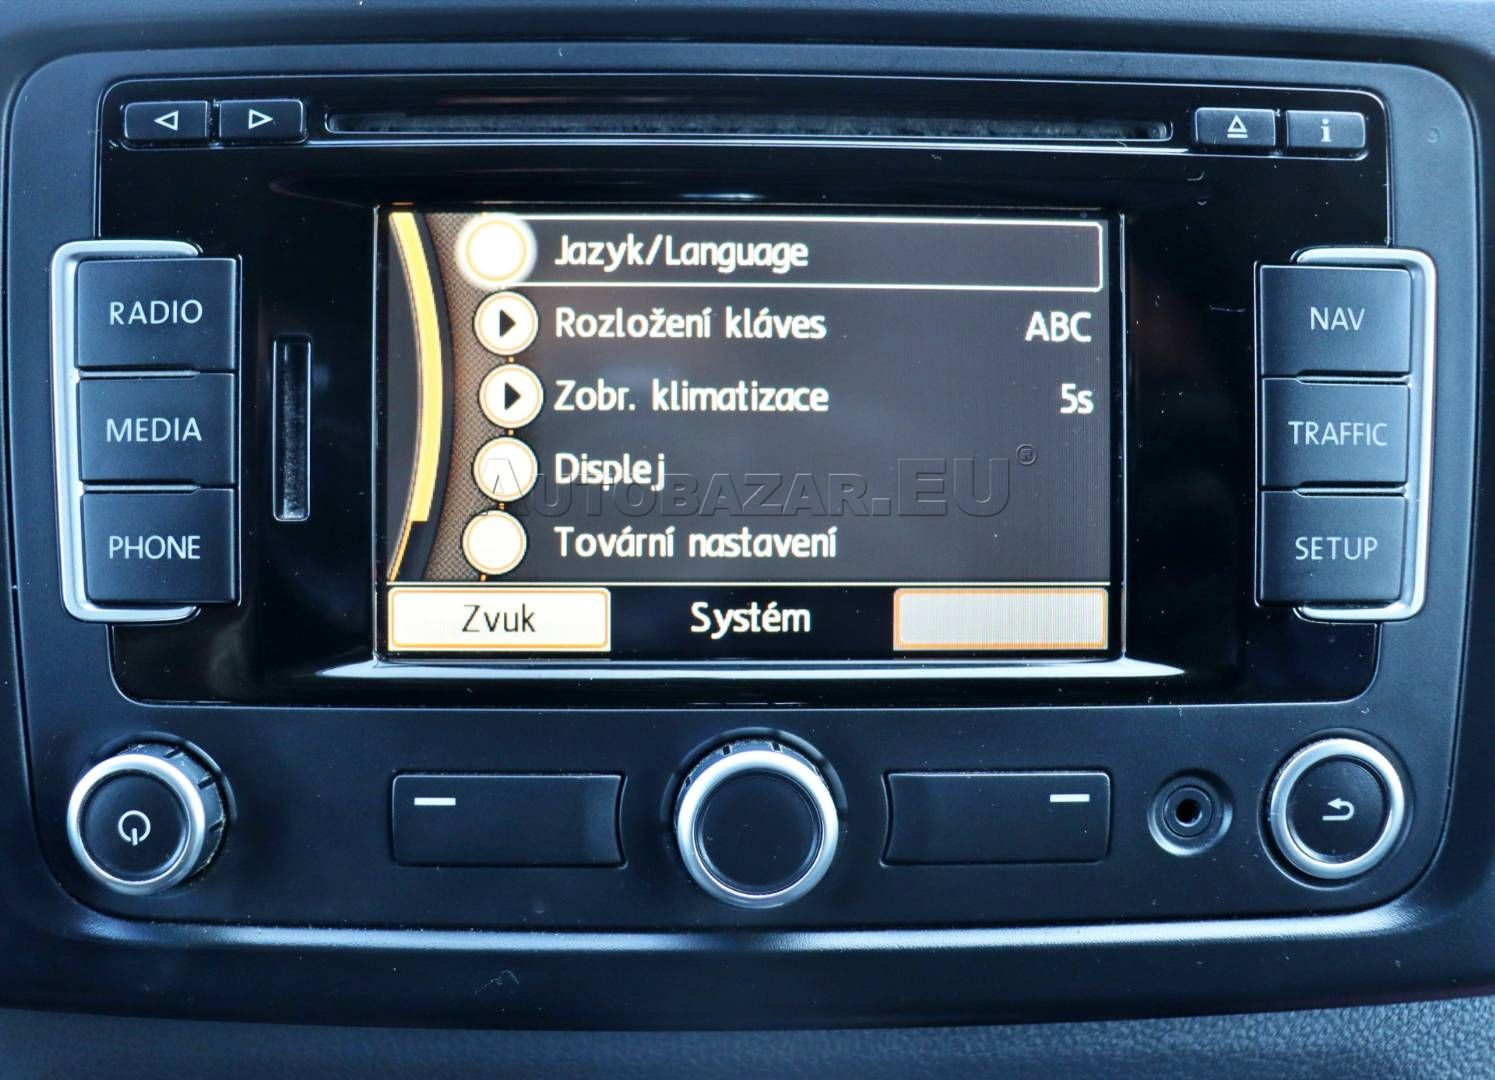 i
RADIO
MEDIA
PHONE
Jazyk/Language
Rozložení kláves ABC
Zobr. klimatizace 5s
Displej
AUTOBAZAR.EU®
Tovární nastavení
Zvuk Systém
NAV
TRAFFIC
SETUP